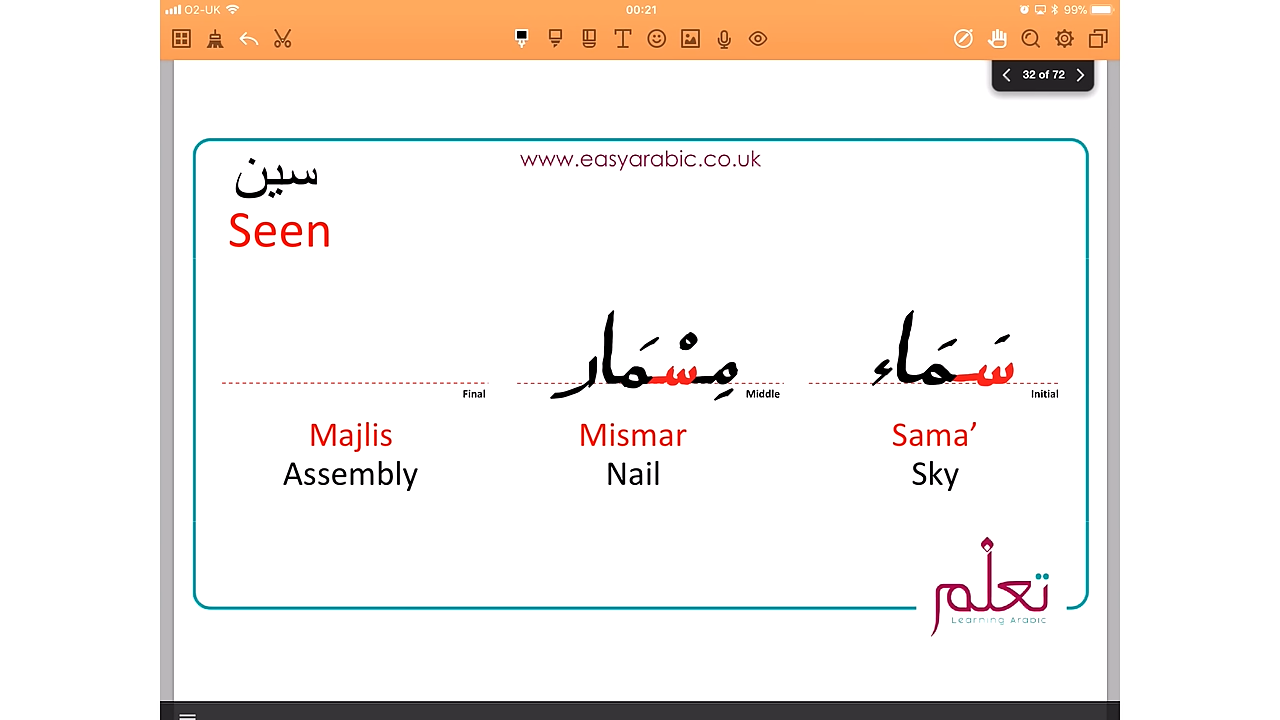 O2-UK
00:21
99%
32 of 72
www.easyarabic.co.uk
سين
Seen
سَمَاء
مِسْمَار
Initial
Middle
Final
Sama’
Mismar
Majlis
Sky
Nail
Assembly
تعلم
Learning Arabic